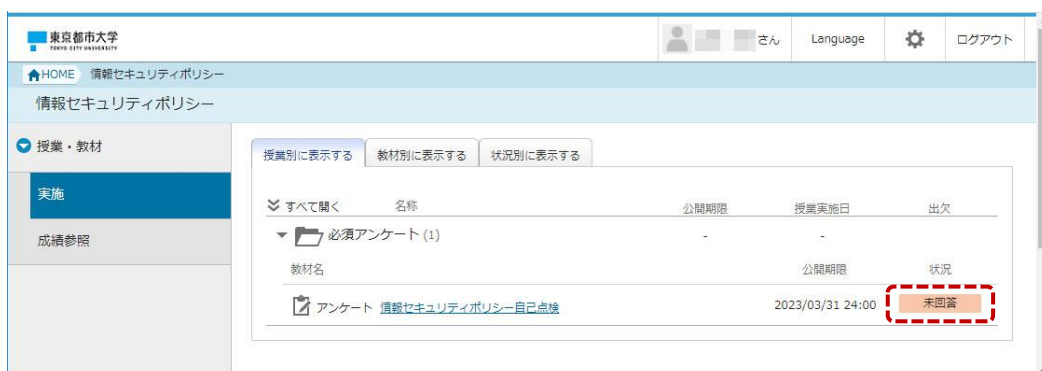 東京都市大学
TOKYO CITY UNIVERSITY
さん Language ログアウト
HOME 情報セキュリティポリシー
情報セキュリティポリシー
授業・教材
実施
成績参照
授業別に表示する 教材別に表示する 状況別に表示する
すべて開く 名称 公開期限 授業実施日 出欠
必須アンケート (1) - -
教材名 公開期限 状況
アンケート 情報セキュリティポリシー自己点検 2023/03/31 24:00 未回答